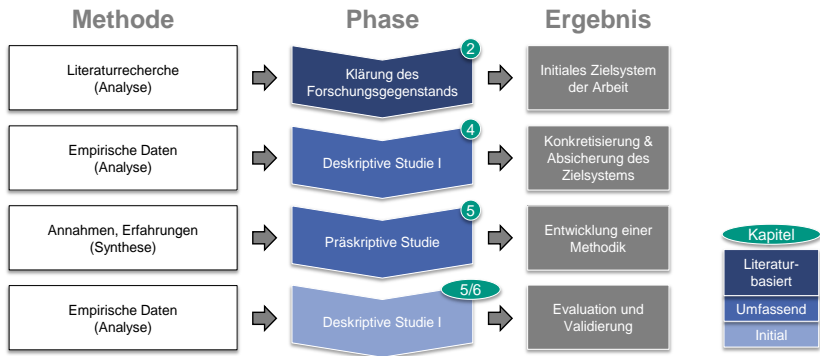 Methode
Phase
Ergebnis
Literaturrecherche
(Analyse)
2
Klärung des
Forschungsgegenstands
Initiales Zielsystem
der Arbeit
Empirische Daten
(Analyse)
4
Deskriptive Studie I
Konkretisierung &
Absicherung des
Zielsystems
Annahmen, Erfahrungen
(Synthese)
5
Präskriptive Studie
Entwicklung einer
Methodik
Empirische Daten
(Analyse)
5/6
Deskriptive Studie I
Evaluation und
Validierung
Kapitel
Literatur-
basiert
Umfassend
Initial